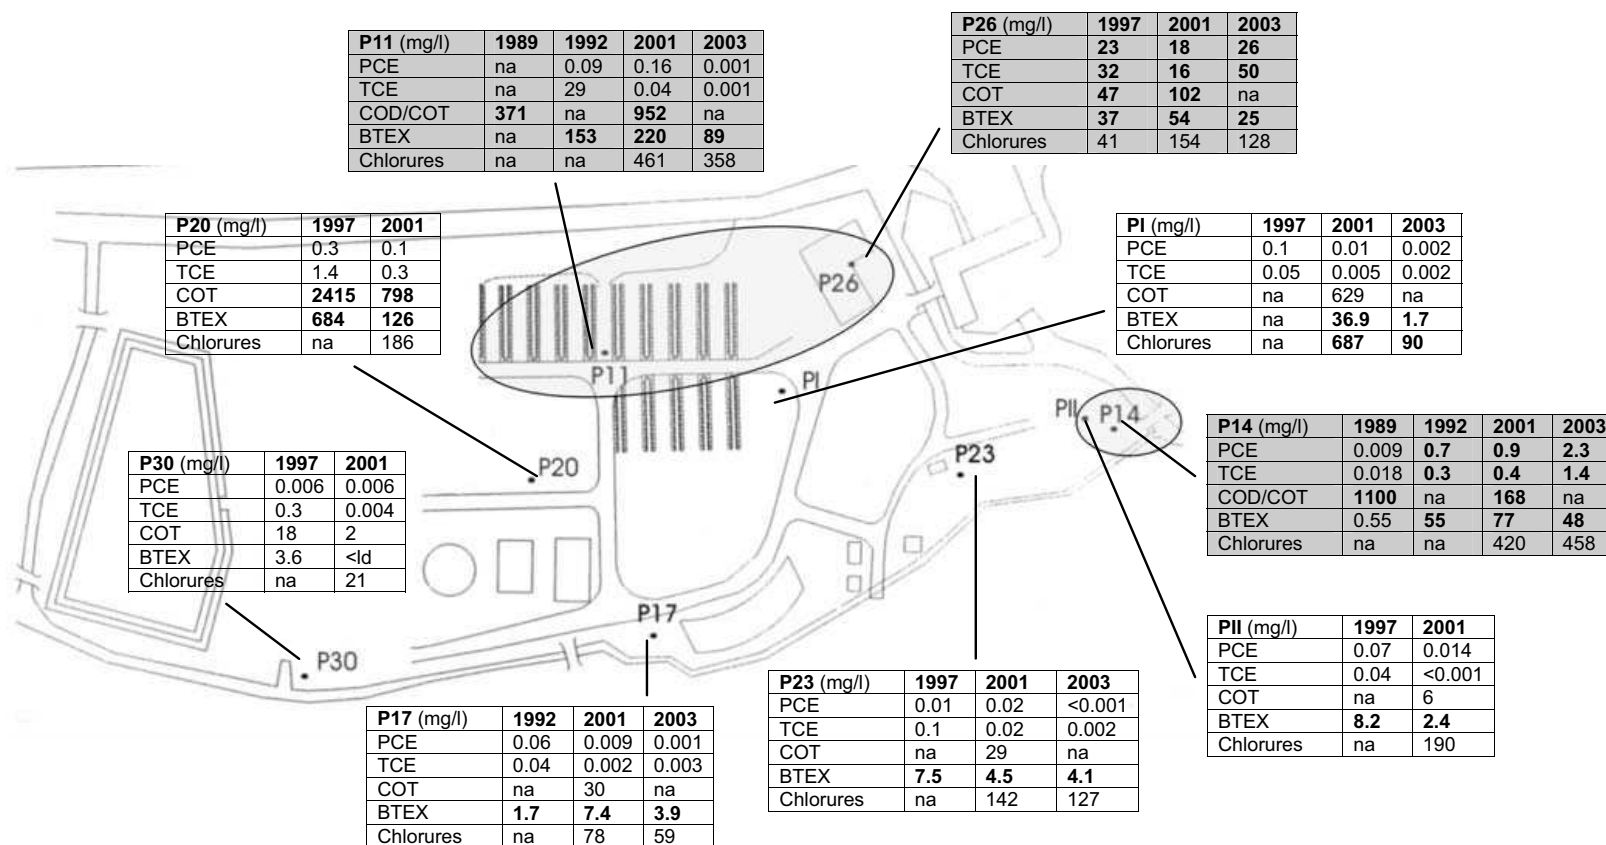 P11 (mg/l) 1989 1992 2001 2003
PCE na 0.09 0.16 0.001
TCE na 29 0.04 0.001
COD/COT 371 na 952 na
BTEX na 153 220 89
Chlorures na na 461 358
P26 (mg/l) 1997 2001 2003
PCE 23 18 26
TCE 32 16 50
COT 47 102 na
BTEX 37 54 25
Chlorures 41 154 128
P20 (mg/l) 1997 2001
PCE 0.3 0.1
TCE 1.4 0.3
COT 2415 798
BTEX 684 126
Chlorures na 186
PI (mg/l) 1997 2001 2003
PCE 0.1 0.01 0.002
TCE 0.05 0.005 0.002
COT na 629 na
BTEX na 36.9 1.7
Chlorures na 687 90
P26
P11
PI
PII
P14
P23
P20
P14 (mg/l) 1989 1992 2001 2003
PCE 0.009 0.7 0.9 2.3
TCE 0.018 0.3 0.4 1.4
COD/COT 1100 na 168 na
BTEX 0.55 55 77 48
Chlorures na na 420 458
P30 (mg/l) 1997 2001
PCE 0.006 0.006
TCE 0.3 0.004
COT 18 2
BTEX 3.6 <ld
Chlorures na 21
P17
P30
PII (mg/l) 1997 2001
PCE 0.07 0.014
TCE 0.04 <0.001
COT na 6
BTEX 8.2 2.4
Chlorures na 190
P23 (mg/l) 1997 2001 2003
PCE 0.01 0.02 <0.001
TCE 0.1 0.02 0.002
COT na 29 na
BTEX 7.5 4.5 4.1
Chlorures na 142 127
P17 (mg/l) 1992 2001 2003
PCE 0.06 0.009 0.001
TCE 0.04 0.002 0.003
COT na 30 na
BTEX 1.7 7.4 3.9
Chlorures na 78 59